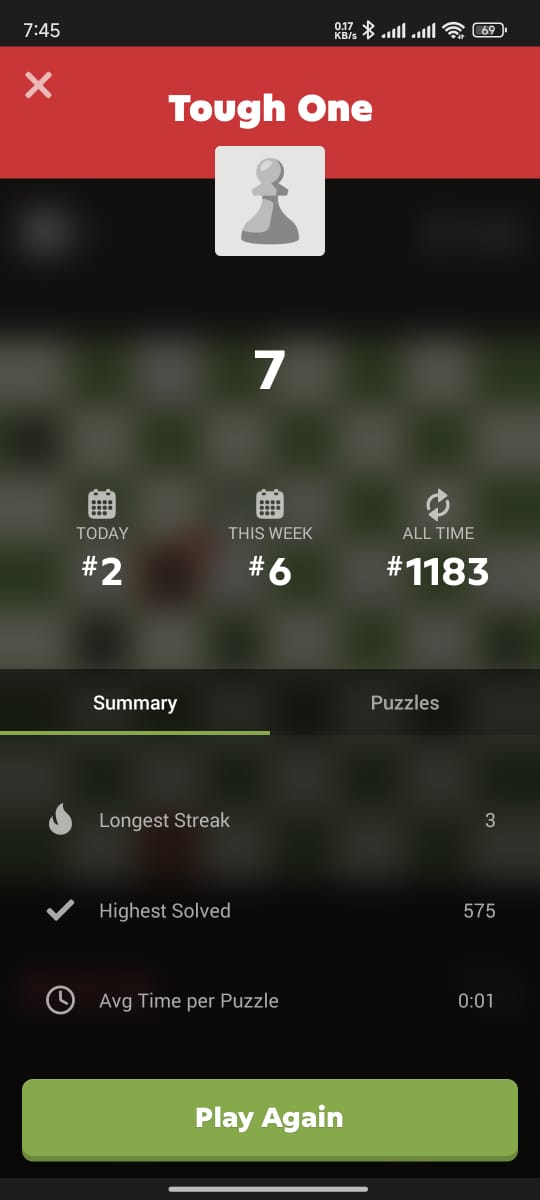 7:45
0.17
KB/s
69
Tough One
7
TODAY
THIS WEEK
ALL TIME
#2
#6
#1183
Summary
Puzzles
Longest Streak
3
Highest Solved
575
Avg Time per Puzzle
0:01
Play Again